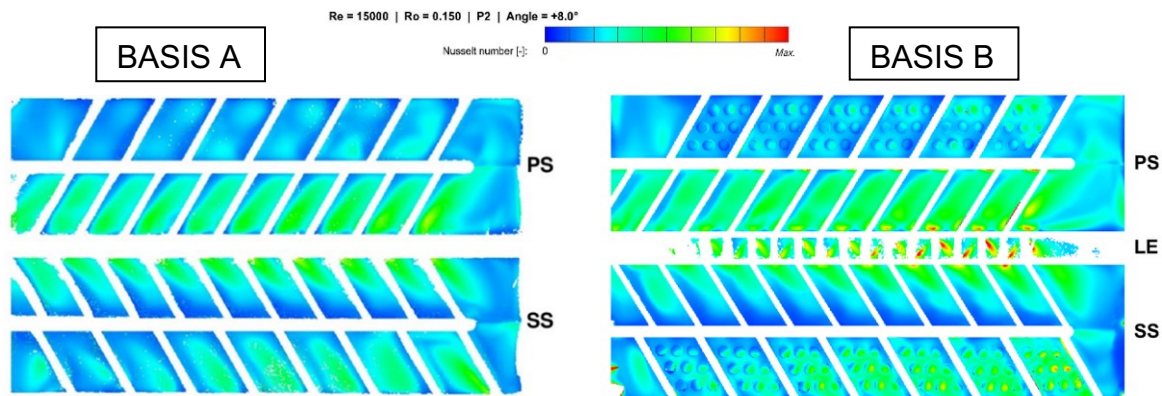 Re = 15000 | Ro = 0.150 | P2 | Angle = +8.0°
Nusselt number [-]: 0 Max.
BASIS A
BASIS B
PS
SS
PS
LE
SS